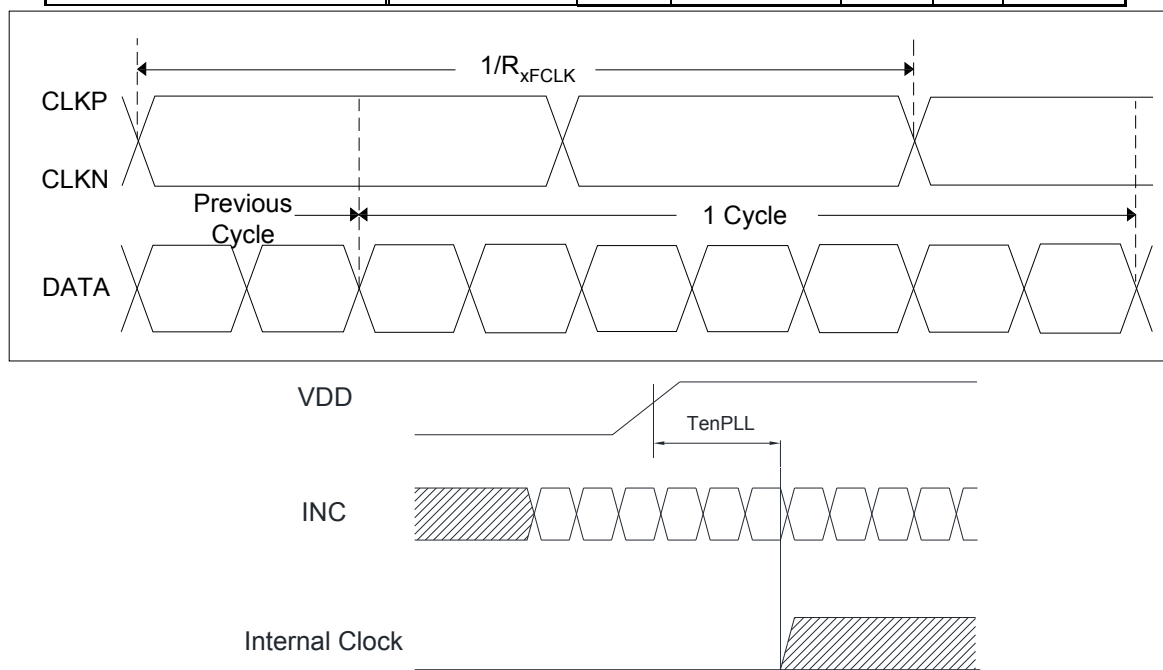 1/RxFCLK
CLKP
CLKN
Previous
Cycle
1 Cycle
DATA
VDD
TenPLL
INC
Internal Clock